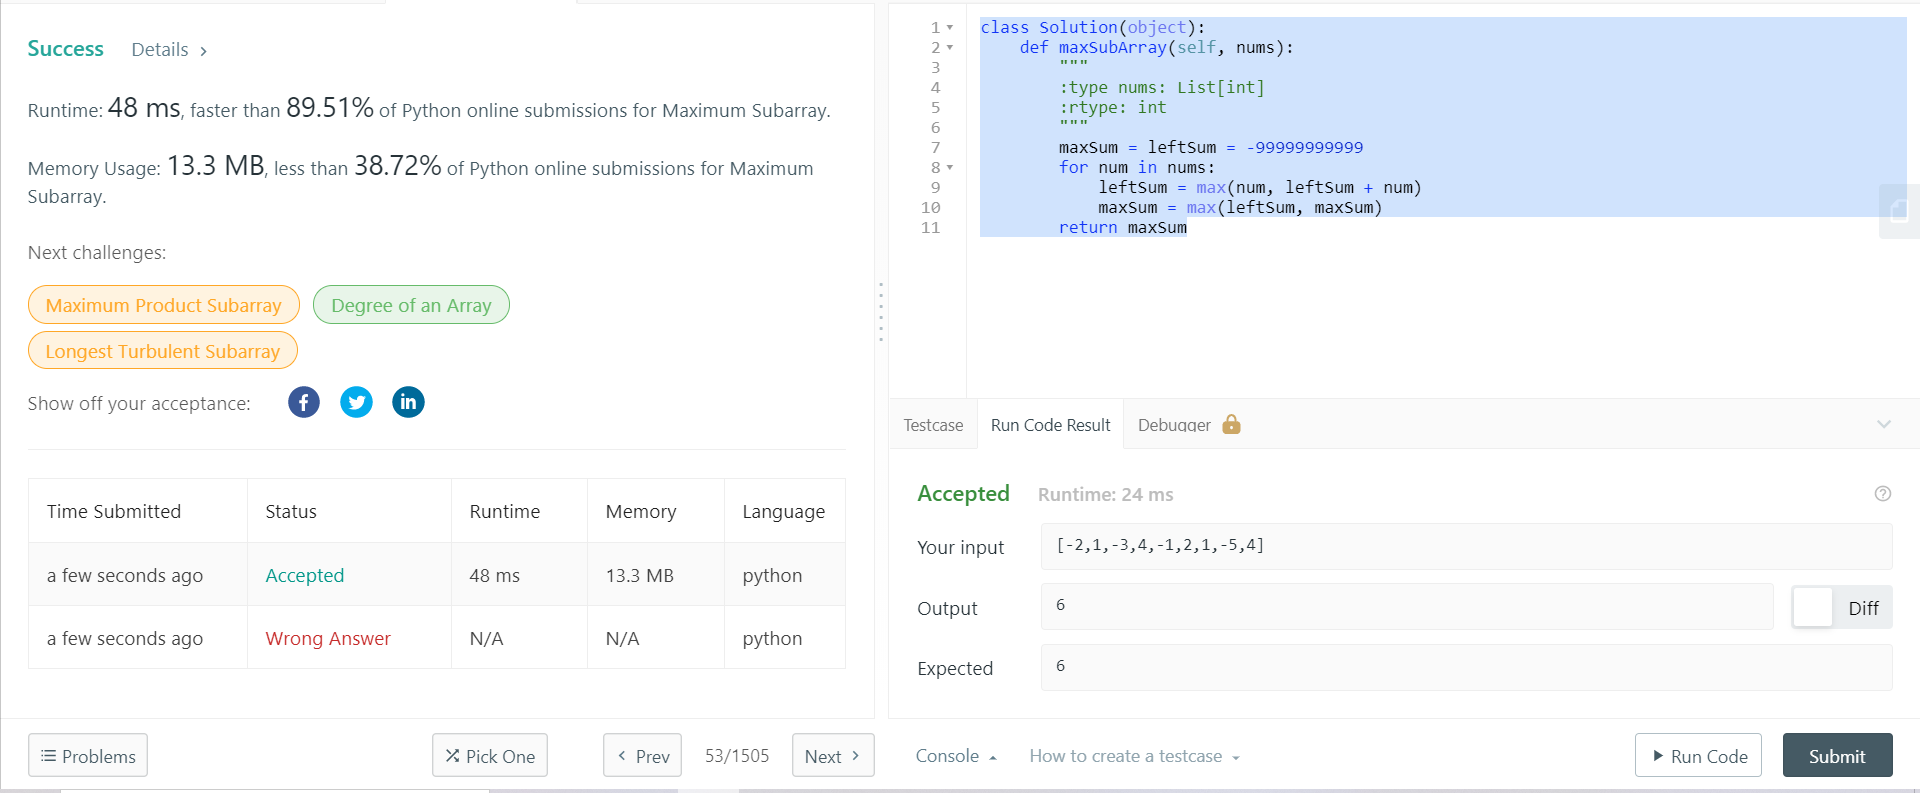 Success Details >
Runtime: 48 ms, faster than 89.51% of Python online submissions for Maximum Subarray.
Memory Usage: 13.3 MB, less than 38.72% of Python online submissions for Maximum
Subarray.
Next challenges:
Maximum Product Subarray
Degree of an Array
Longest Turbulent Subarray
Show off your acceptance: f in
Time Submitted Status Runtime Memory Language
a few seconds ago Accepted 48 ms 13.3 MB python
a few seconds ago Wrong Answer N/A N/A python
Problems
Pick One
< Prev 53/1505 Next >
1 class Solution(object):
2     def maxSubArray(self, nums):
3         """
4         :type nums: List[int]
5         :rtype: int
6         """
7         maxSum = leftSum = -99999999999
8         for num in nums:
9             leftSum = max(num, leftSum + num)
10             maxSum = max(leftSum, maxSum)
11         return maxSum
Testcase Run Code Result Debugger
Accepted Runtime: 24 ms ?
Your input [-2,1,-3,4,-1,2,1,-5,4]
Output 6 Diff
Expected 6
Console How to create a testcase Run Code Submit